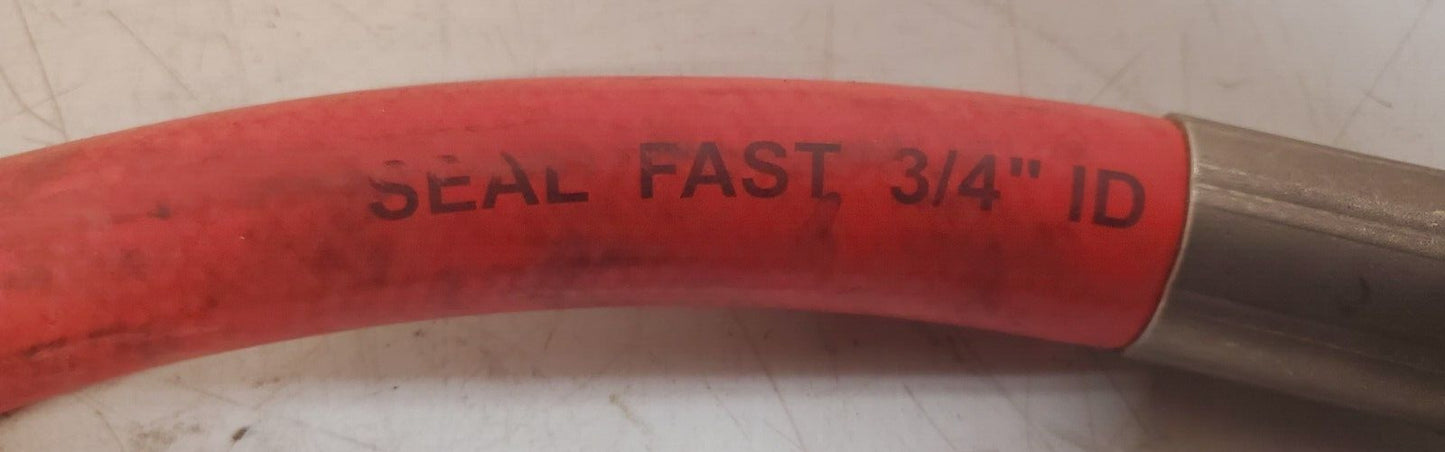 SEAL FAST 3/4" ID